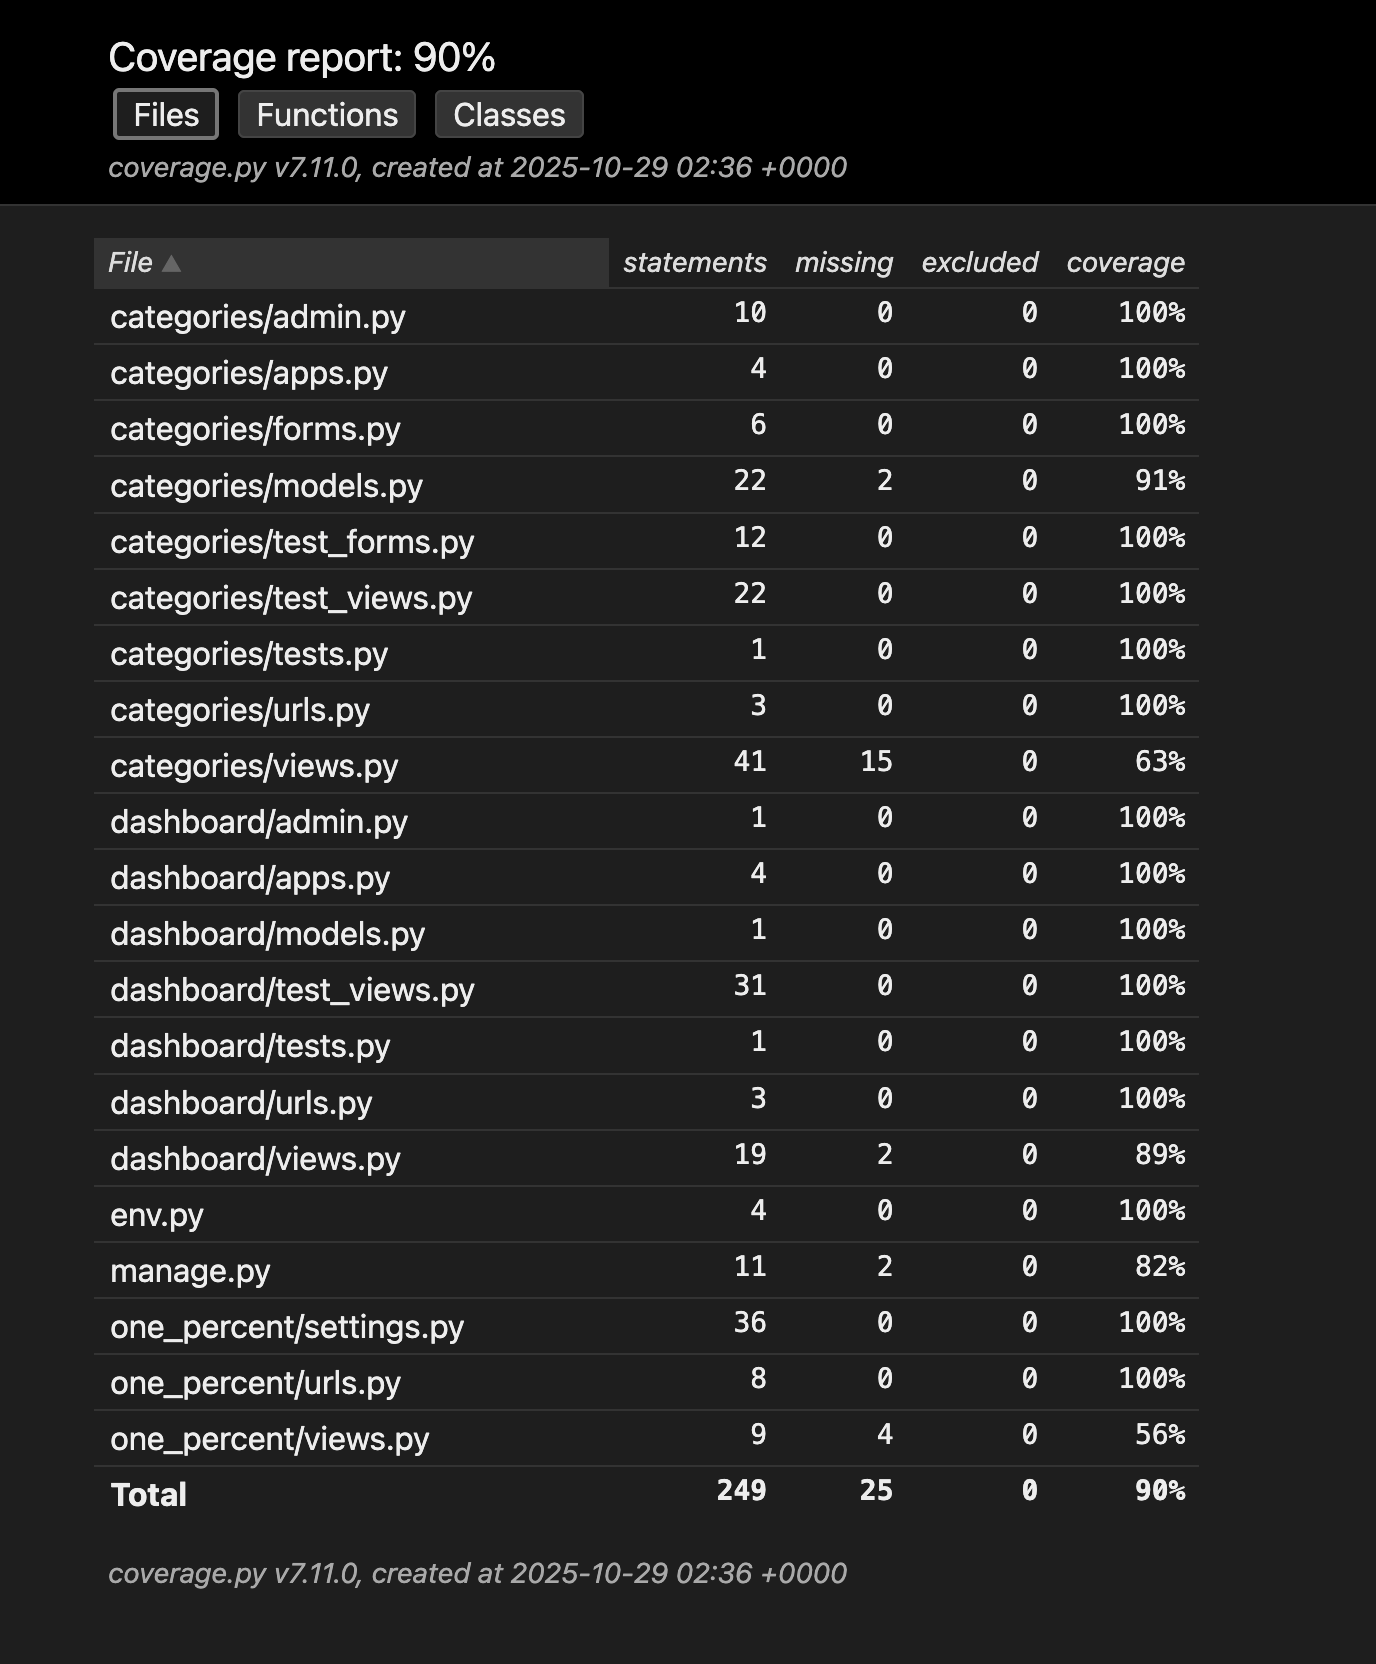 Coverage report: 90%
Files Functions Classes
coverage.py v7.11.0, created at 2025-10-29 02:36 +0000
File ▲ statements missing excluded coverage
categories/admin.py 10 0 0 100%
categories/apps.py 4 0 0 100%
categories/forms.py 6 0 0 100%
categories/models.py 22 2 0 91%
categories/test_forms.py 12 0 0 100%
categories/test_views.py 22 0 0 100%
categories/tests.py 1 0 0 100%
categories/urls.py 3 0 0 100%
categories/views.py 41 15 0 63%
dashboard/admin.py 1 0 0 100%
dashboard/apps.py 4 0 0 100%
dashboard/models.py 1 0 0 100%
dashboard/test_views.py 31 0 0 100%
dashboard/tests.py 1 0 0 100%
dashboard/urls.py 3 0 0 100%
dashboard/views.py 19 2 0 89%
env.py 4 0 0 100%
manage.py 11 2 0 82%
one_percent/settings.py 36 0 0 100%
one_percent/urls.py 8 0 0 100%
one_percent/views.py 9 4 0 56%
Total 249 25 0 90%
coverage.py v7.11.0, created at 2025-10-29 02:36 +0000